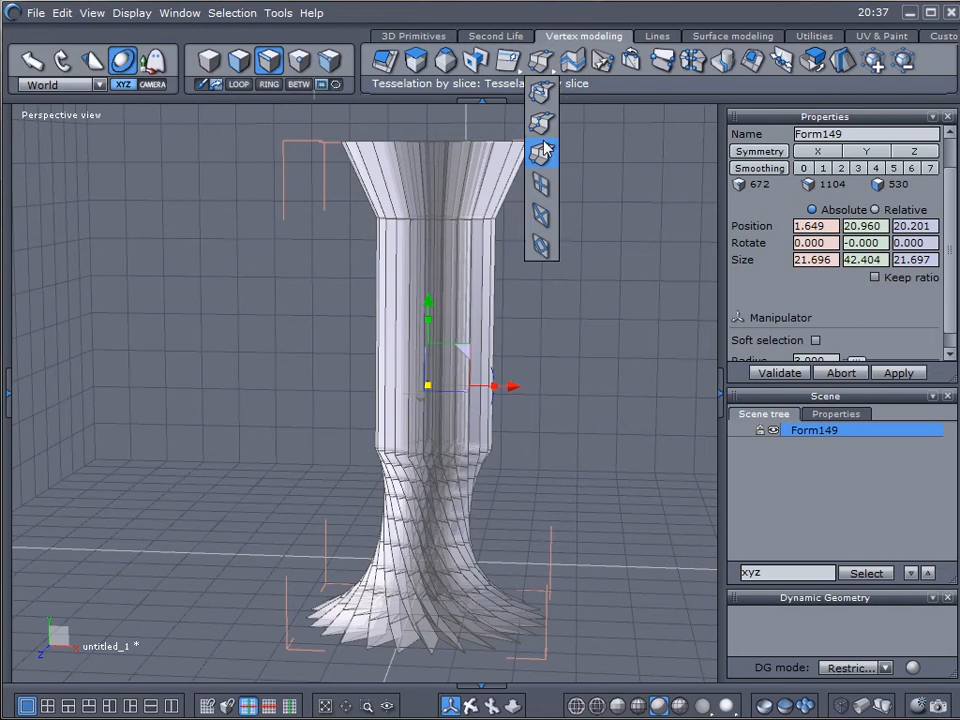 File Edit View Display Window Selection Tools Help 20:37
3D Primitives Second Life Vertex modeling Lines Surface modeling Utilities UV & Paint Custo
World XYZ CAMERA LOOP RING BETW
Tesselation by slice: Tessela slice
Perspective view
Properties
Name Form149
Symmetry X Y Z
Smoothing 0 1 2 3 4 5 6 7
672 1104 530
Absolute Relative
Position 1.649 20.960 20.201
Rotate 0.000 -0.000 0.000
Size 21.696 42.404 21.697
Keep ratio
Manipulator
Soft selection
Validate Abort Apply
Scene
Scene tree Properties
Form149
xyz Select
Dynamic Geometry
DG mode: Restric...
Y
X
Z
untitled_1 *